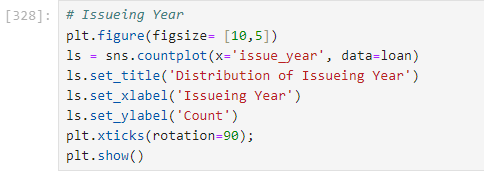 [328]:
# Issueing Year
plt.figure(figsize= [10,5])
ls = sns.countplot(x='issue_year', data=loan)
ls.set_title('Distribution of Issueing Year')
ls.set_xlabel('Issueing Year')
ls.set_ylabel('Count')
plt.xticks(rotation=90);
plt.show()